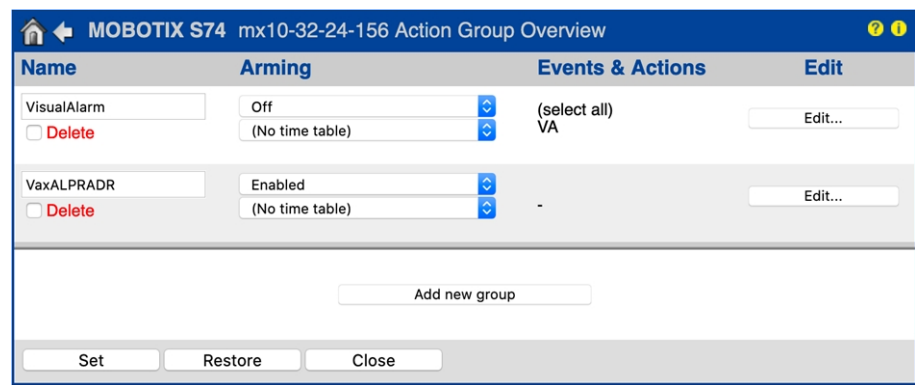 MOBOTIX S74 mx10-32-24-156 Action Group Overview ? i
Name Arming Events & Actions Edit
VisualAlarm Off (select all) Edit...
Delete (No time table) VA
VaxALPRADR Enabled - Edit...
Delete (No time table)
Add new group
Set Restore Close